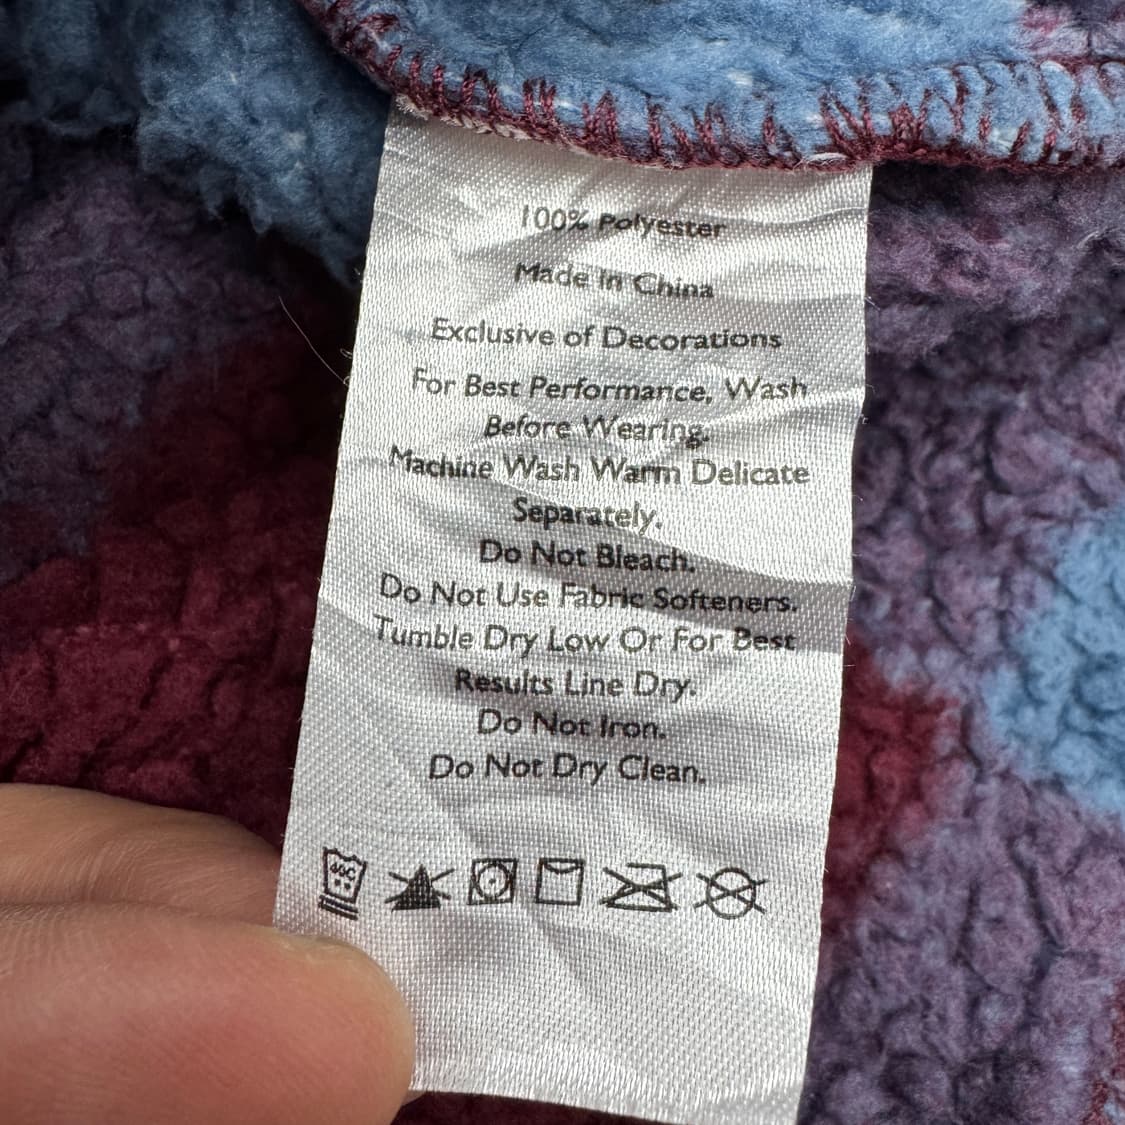 100% Polyester
Made In China
Exclusive of Decorations
For Best Performance, Wash
Before Wearing.
Machine Wash Warm Delicate
Separately.
Do Not Bleach.
Do Not Use Fabric Softeners.
Tumble Dry Low Or For Best
Results Line Dry.
Do Not Iron.
Do Not Dry Clean.